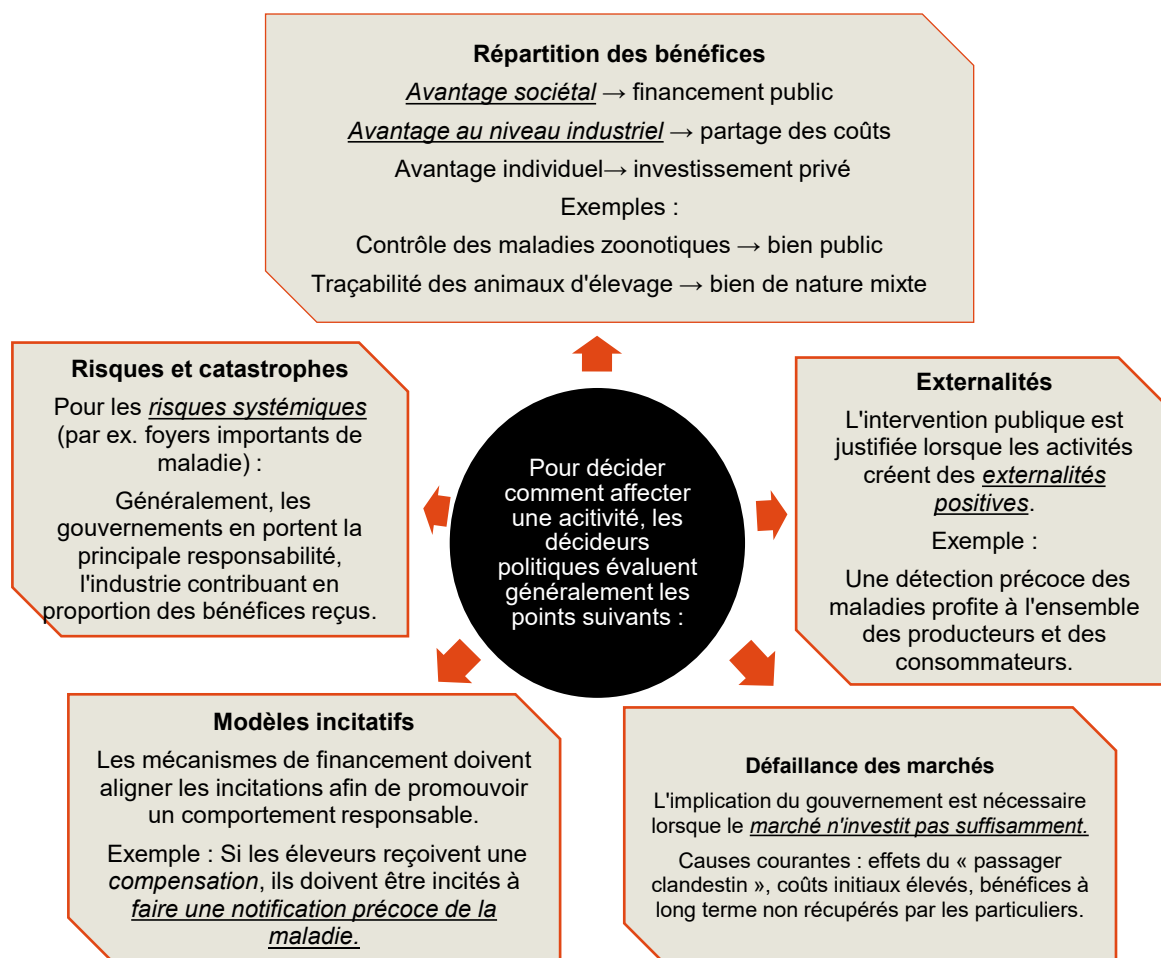 Répartition des bénéfices
Avantage sociétal → financement public
Avantage au niveau industriel → partage des coûts
Avantage individuel→ investissement privé
Exemples :
Contrôle des maladies zoonotiques → bien public
Traçabilité des animaux d'élevage → bien de nature mixte
Risques et catastrophes
Pour les risques systémiques
(par ex. foyers importants de
maladie) :
Généralement, les
gouvernements en portent la
principale responsabilité,
l'industrie contribuant en
proportion des bénéfices reçus.
Pour décider
comment affecter
une acitivité, les
décideurs
politiques évaluent
généralement les
points suivants :
Externalités
L'intervention publique est
justifiée lorsque les activités
créent des externalités
positives.
Exemple :
Une détection précoce des
maladies profite à l'ensemble
des producteurs et des
consommateurs.
Modèles incitatifs
Les mécanismes de financement doivent
aligner les incitations afin de promouvoir
un comportement responsable.
Exemple : Si les éleveurs reçoivent une
compensation, ils doivent être incités à
faire une notification précoce de la
maladie.
Défaillance des marchés
L'implication du gouvernement est nécessaire
lorsque le marché n'investit pas suffisamment.
Causes courantes : effets du « passager
clandestin », coûts initiaux élevés, bénéfices à
long terme non récupérés par les particuliers.